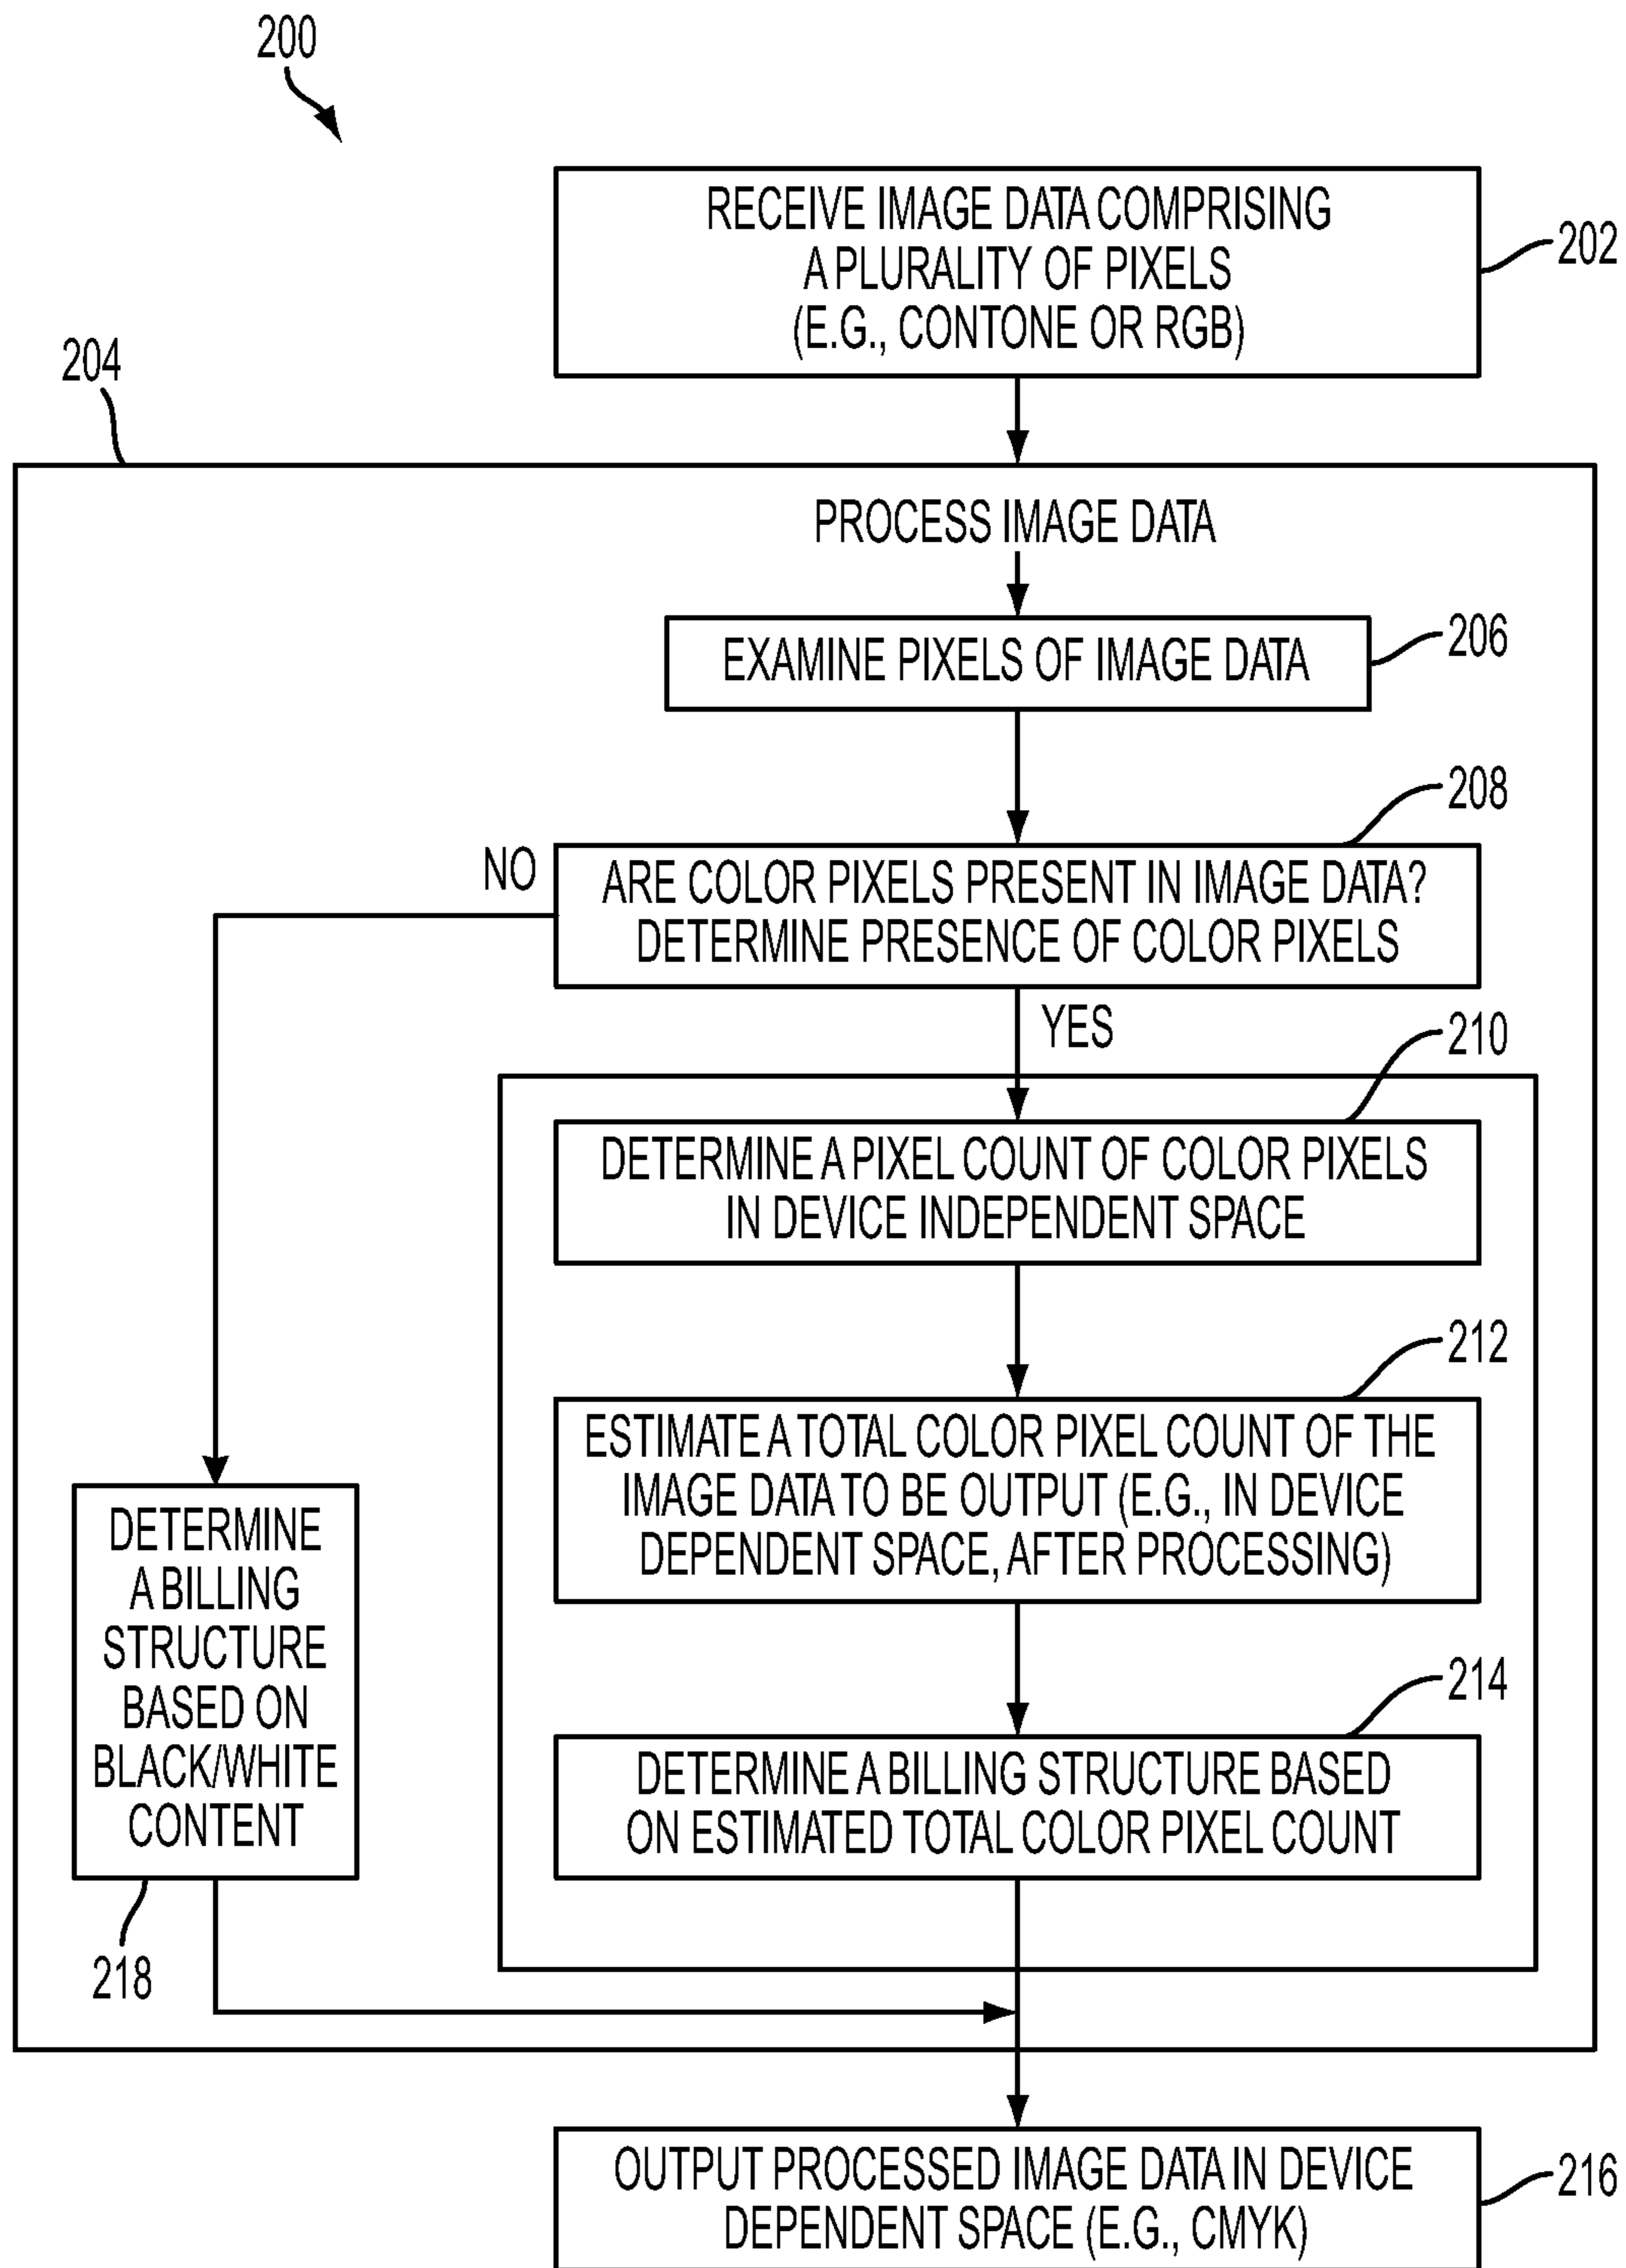 200
RECEIVE IMAGE DATA COMPRISING
A PLURALITY OF PIXELS
(E.G., CONTONE OR RGB)
202
204
PROCESS IMAGE DATA
EXAMINE PIXELS OF IMAGE DATA
206
208
NO
ARE COLOR PIXELS PRESENT IN IMAGE DATA?
DETERMINE PRESENCE OF COLOR PIXELS
YES
210
DETERMINE A PIXEL COUNT OF COLOR PIXELS
IN DEVICE INDEPENDENT SPACE
212
ESTIMATE A TOTAL COLOR PIXEL COUNT OF THE
IMAGE DATA TO BE OUTPUT (E.G., IN DEVICE
DEPENDENT SPACE, AFTER PROCESSING)
214
DETERMINE A BILLING STRUCTURE BASED
ON ESTIMATED TOTAL COLOR PIXEL COUNT
DETERMINE
A BILLING
STRUCTURE
BASED ON
BLACK/WHITE
CONTENT
218
OUTPUT PROCESSED IMAGE DATA IN DEVICE
DEPENDENT SPACE (E.G., CMYK)
216